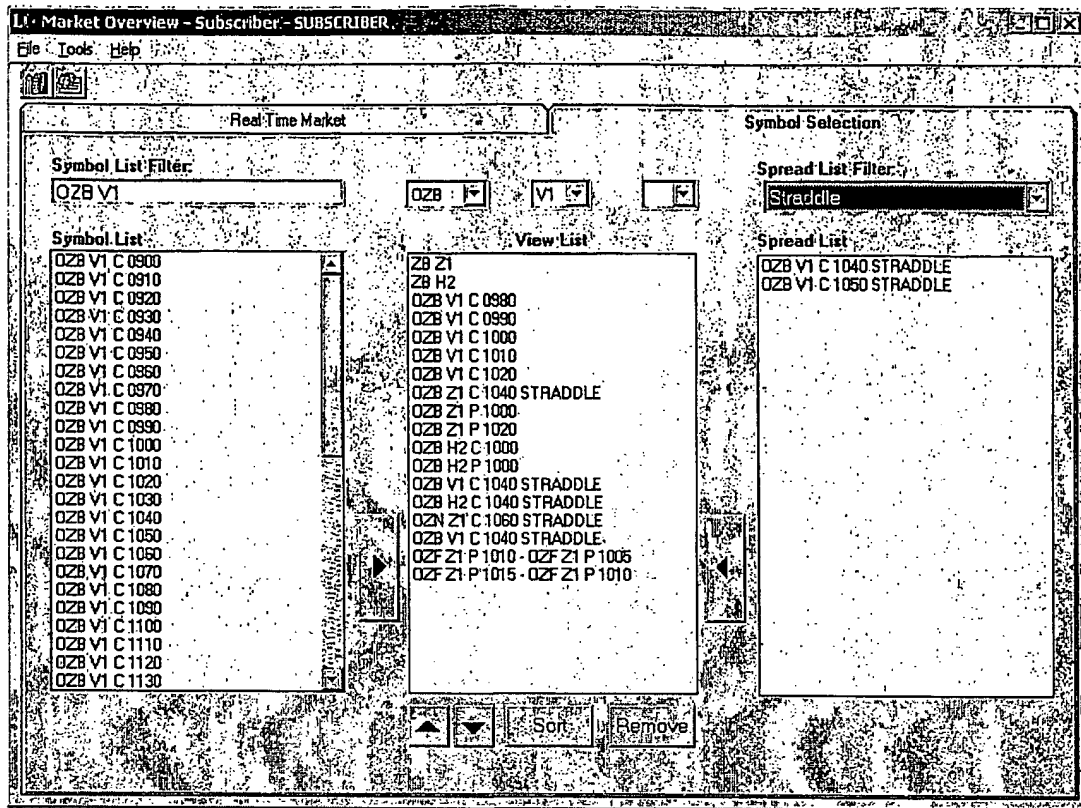 Market Overview - Subscriber - SUBSCRIBER
File Tools Help
Real Time Market
Symbol Selection
Symbol List Filter:
OZB V1
OZB
V1
Spread List Filter:
Straddle
Symbol List
OZB V1 C 0900
OZB V1 C 0910
OZB V1 C 0920
OZB V1 C 0930
OZB V1 C 0940
OZB V1 C 0950
OZB V1 C 0960
OZB V1 C 0970
OZB V1 C 0980
OZB V1 C 0990
OZB V1 C 1000
OZB V1 C 1010
OZB V1 C 1020
OZB V1 C 1030
OZB V1 C 1040
OZB V1 C 1050
OZB V1 C 1060
OZB V1 C 1070
OZB V1 C 1080
OZB V1 C 1090
OZB V1 C 1100
OZB V1 C 1110
OZB V1 C 1120
OZB V1 C 1130
View List
ZB Z1
ZB H2
OZB V1 C 0980
OZB V1 C 0990
OZB V1 C 1000
OZB V1 C 1010
OZB V1 C 1020
OZB Z1 C 1040 STRADDLE
OZB Z1 P 1000
OZB Z1 P 1020
OZB H2 C 1000
OZB H2 P 1000
OZB V1 C 1040 STRADDLE
OZB H2 C 1040 STRADDLE
OZN Z1 C 1060 STRADDLE
OZB V1 C 1040 STRADDLE
OZF Z1 P 1010 - OZF Z1 P 1005
OZF Z1 P 1015 - OZF Z1 P 1010
Spread List
OZB V1 C 1040 STRADDLE
OZB V1 C 1050 STRADDLE
Sort
Remove